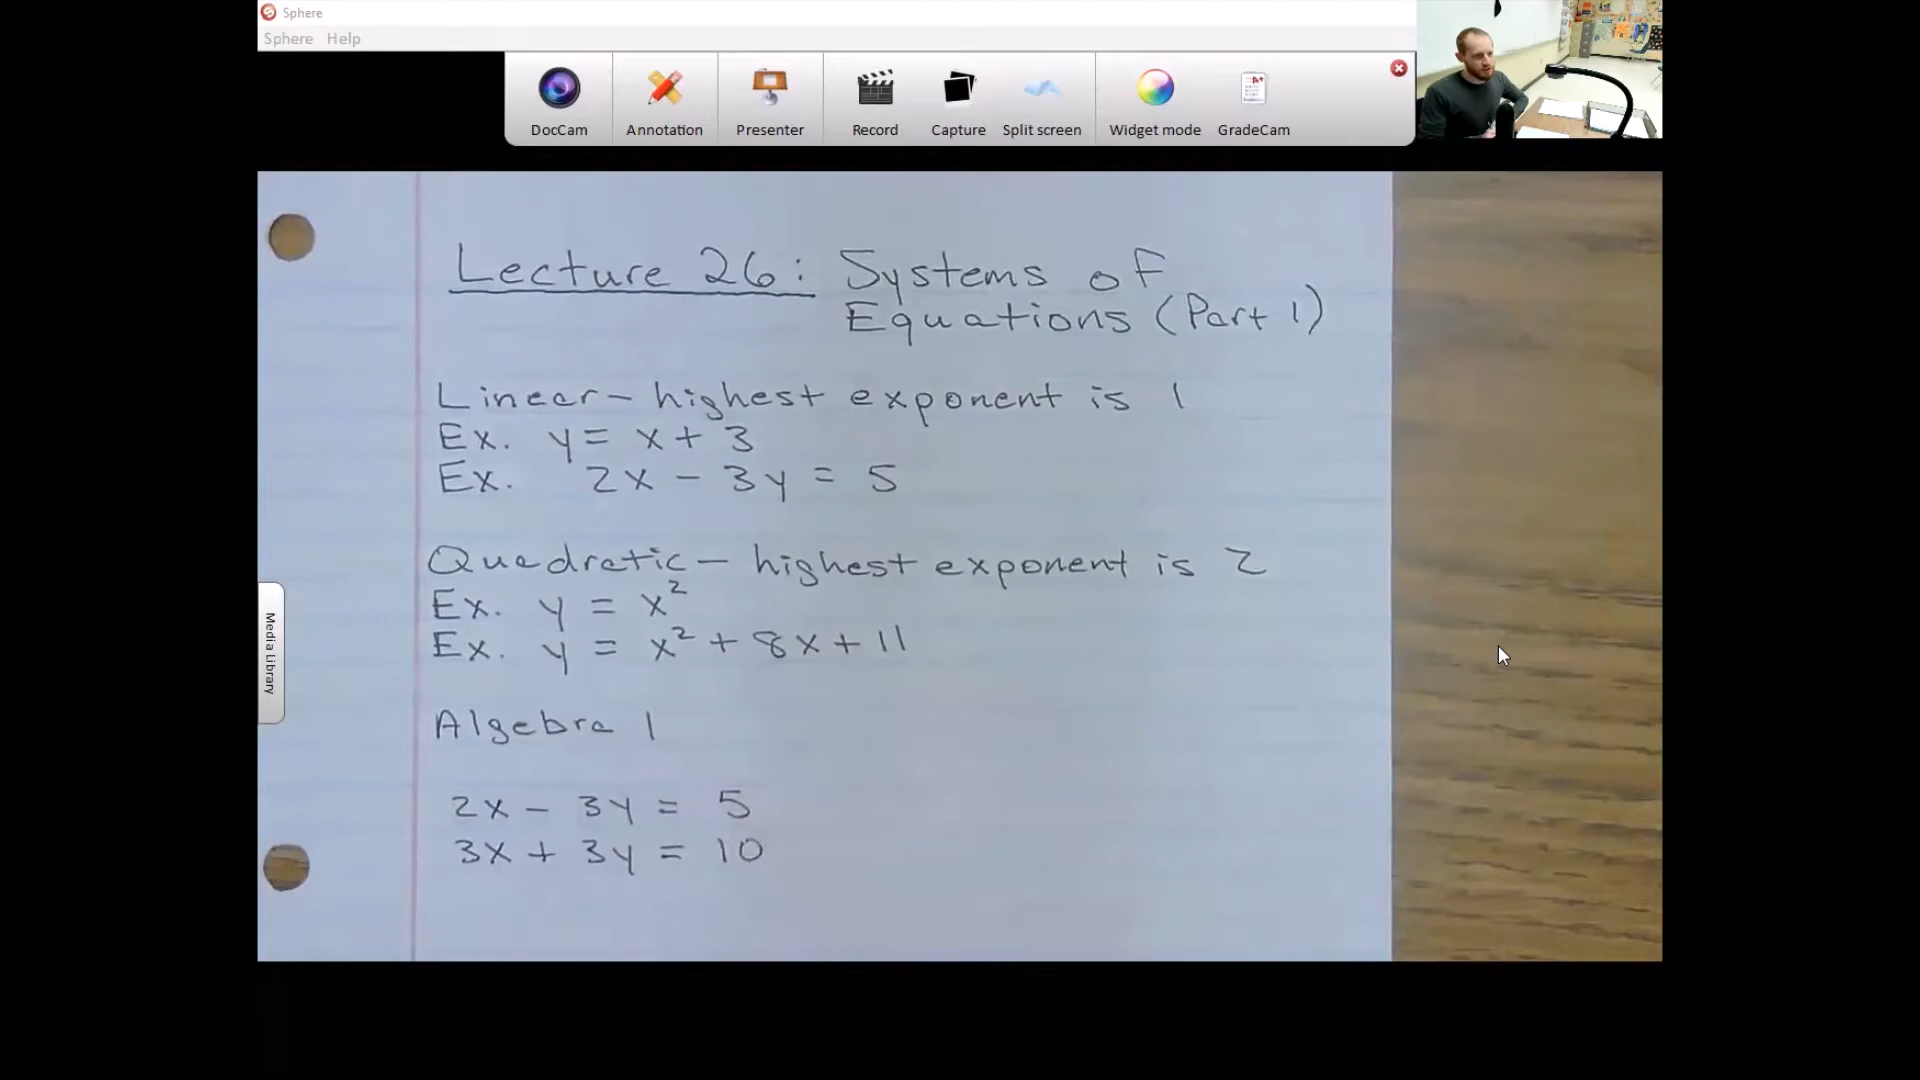 Sphere
Sphere Help
DocCam Annotation Presenter Record Capture Split screen Widget mode GradeCam
Lecture 26: Systems of
Equations (Part 1)
Linear - highest exponent is 1
Ex. y = x + 3
Ex. 2x - 3y = 5
Quadratic - highest exponent is 2
Ex. y = x²
Ex. y = x² + 8x + 11
Media Library
Algebra 1
2x - 3y = 5
3x + 3y = 10